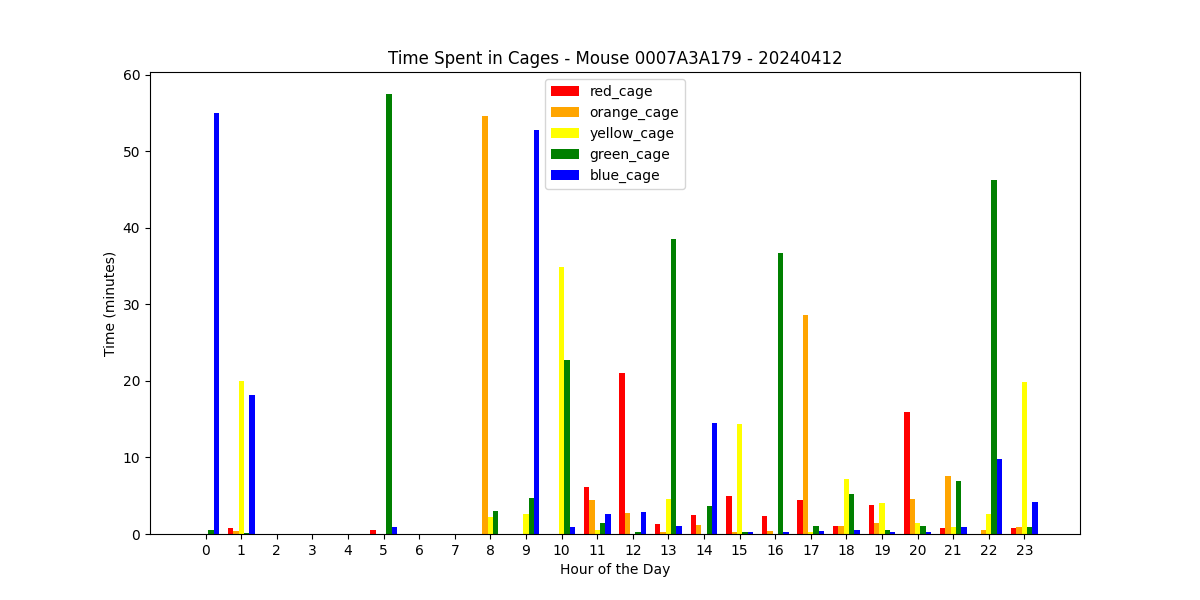 Time Spent in Cages - Mouse 0007A3A179 - 20240412
60
50
40
30
20
10
0
Time (minutes)
red_cage
orange_cage
yellow_cage
green_cage
blue_cage
0 1 2 3 4 5 6 7 8 9 10 11 12 13 14 15 16 17 18 19 20 21 22 23
Hour of the Day